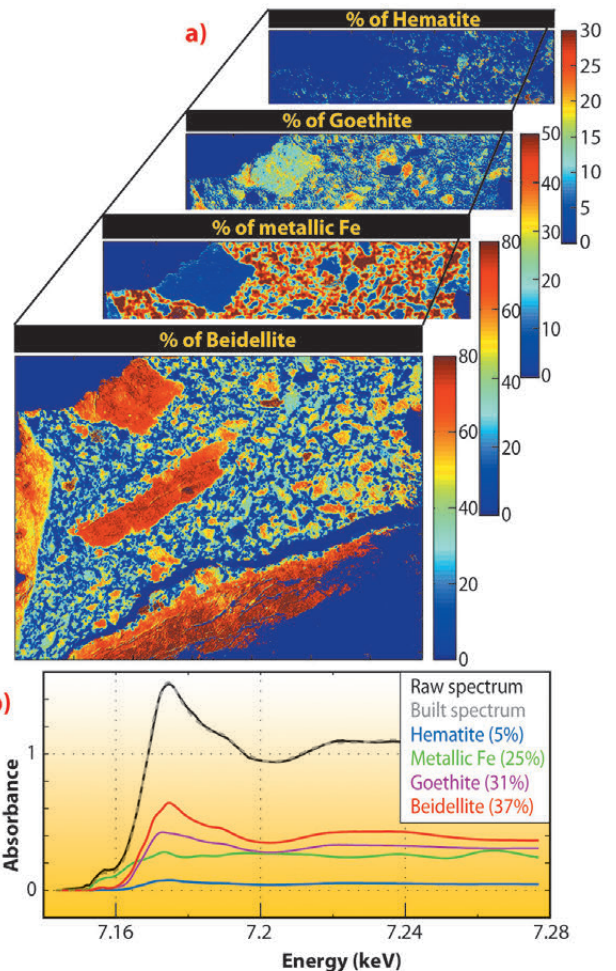 a)
% of Hematite
30
25
20
15
10
5
0
% of Goethite
50
40
30
20
10
0
% of metallic Fe
80
60
40
20
0
% of Beidellite
80
60
40
20
0
Raw spectrum
Built spectrum
Hematite (5%)
Metallic Fe (25%)
Goethite (31%)
Beidellite (37%)
Absorbance
1
0
7.16
7.2
7.24
7.28
Energy (keV)